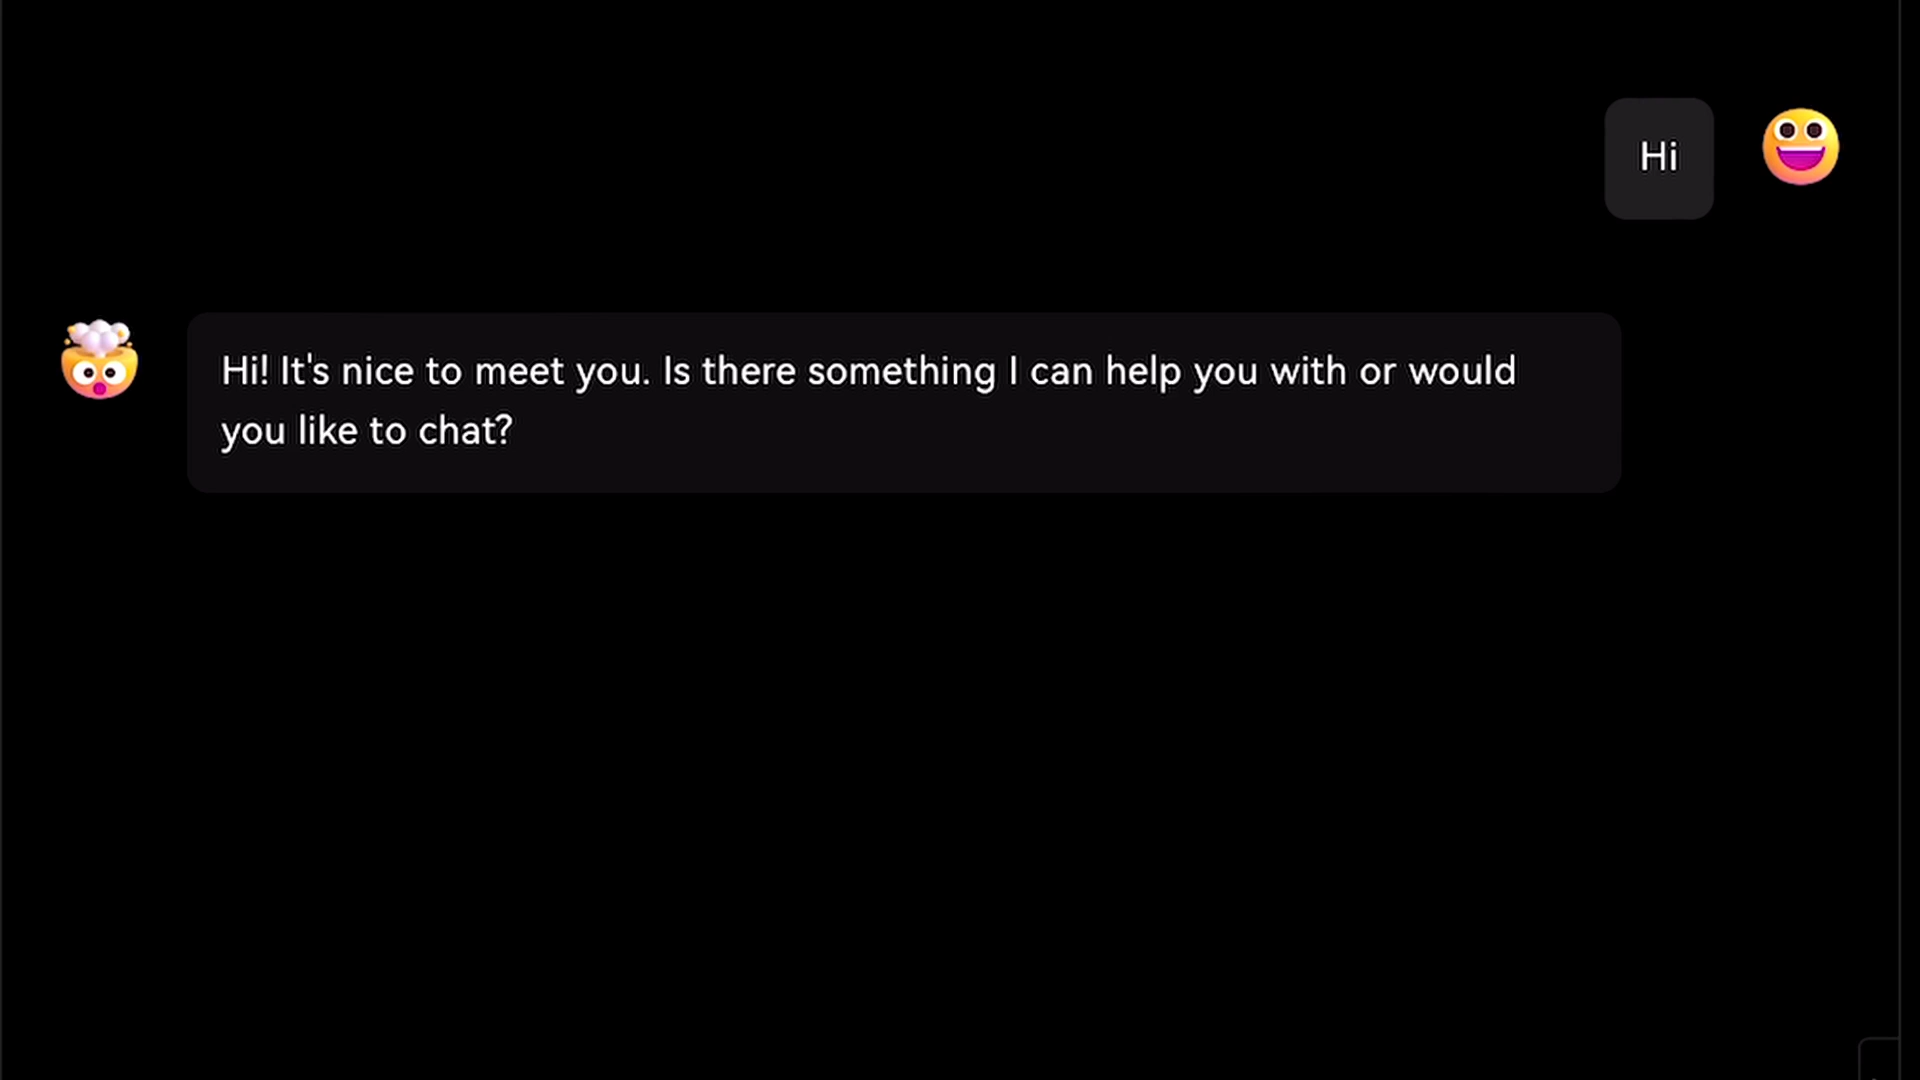 Hi
Hi! It's nice to meet you. Is there something I can help you with or would
you like to chat?